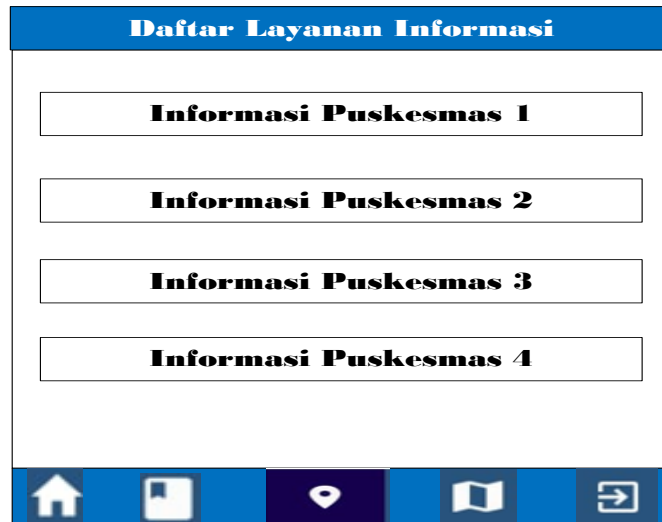 Daftar Layanan Informasi
Informasi Puskesmas 1
Informasi Puskesmas 2
Informasi Puskesmas 3
Informasi Puskesmas 4